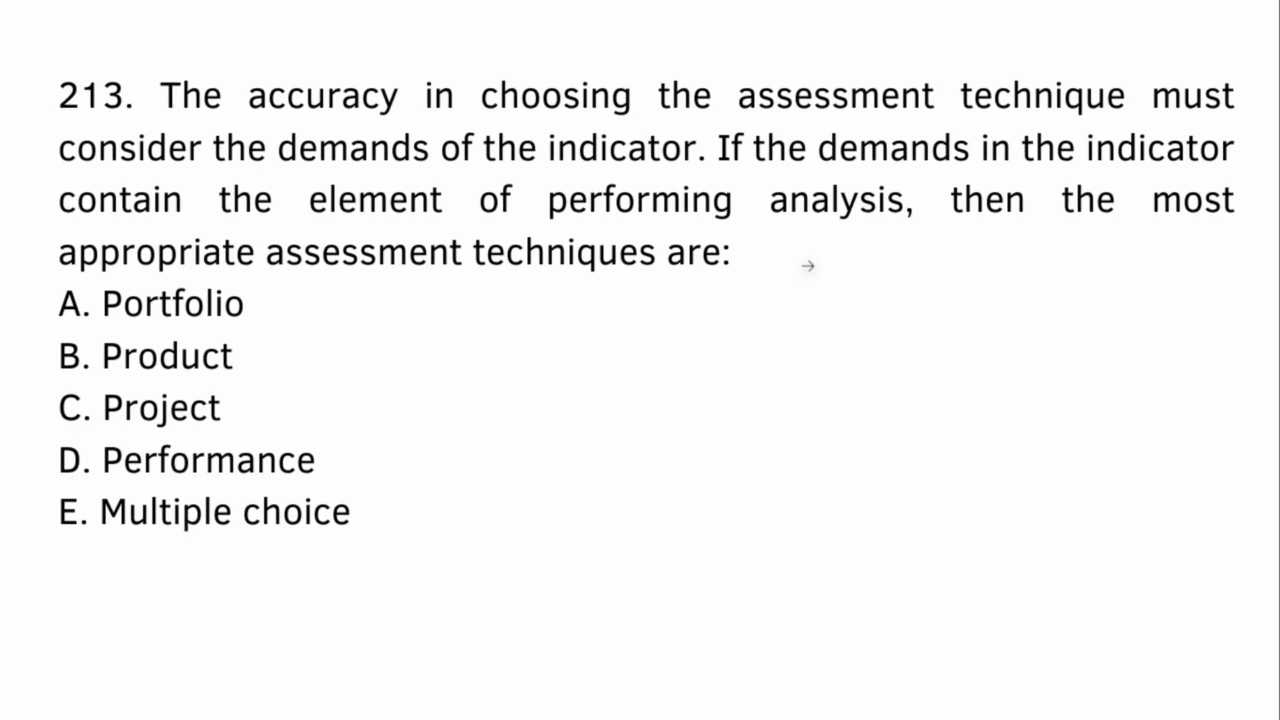 213. The accuracy in choosing the assessment technique must
consider the demands of the indicator. If the demands in the indicator
contain the element of performing analysis, then the most
appropriate assessment techniques are:
A. Portfolio
B. Product
C. Project
D. Performance
E. Multiple choice